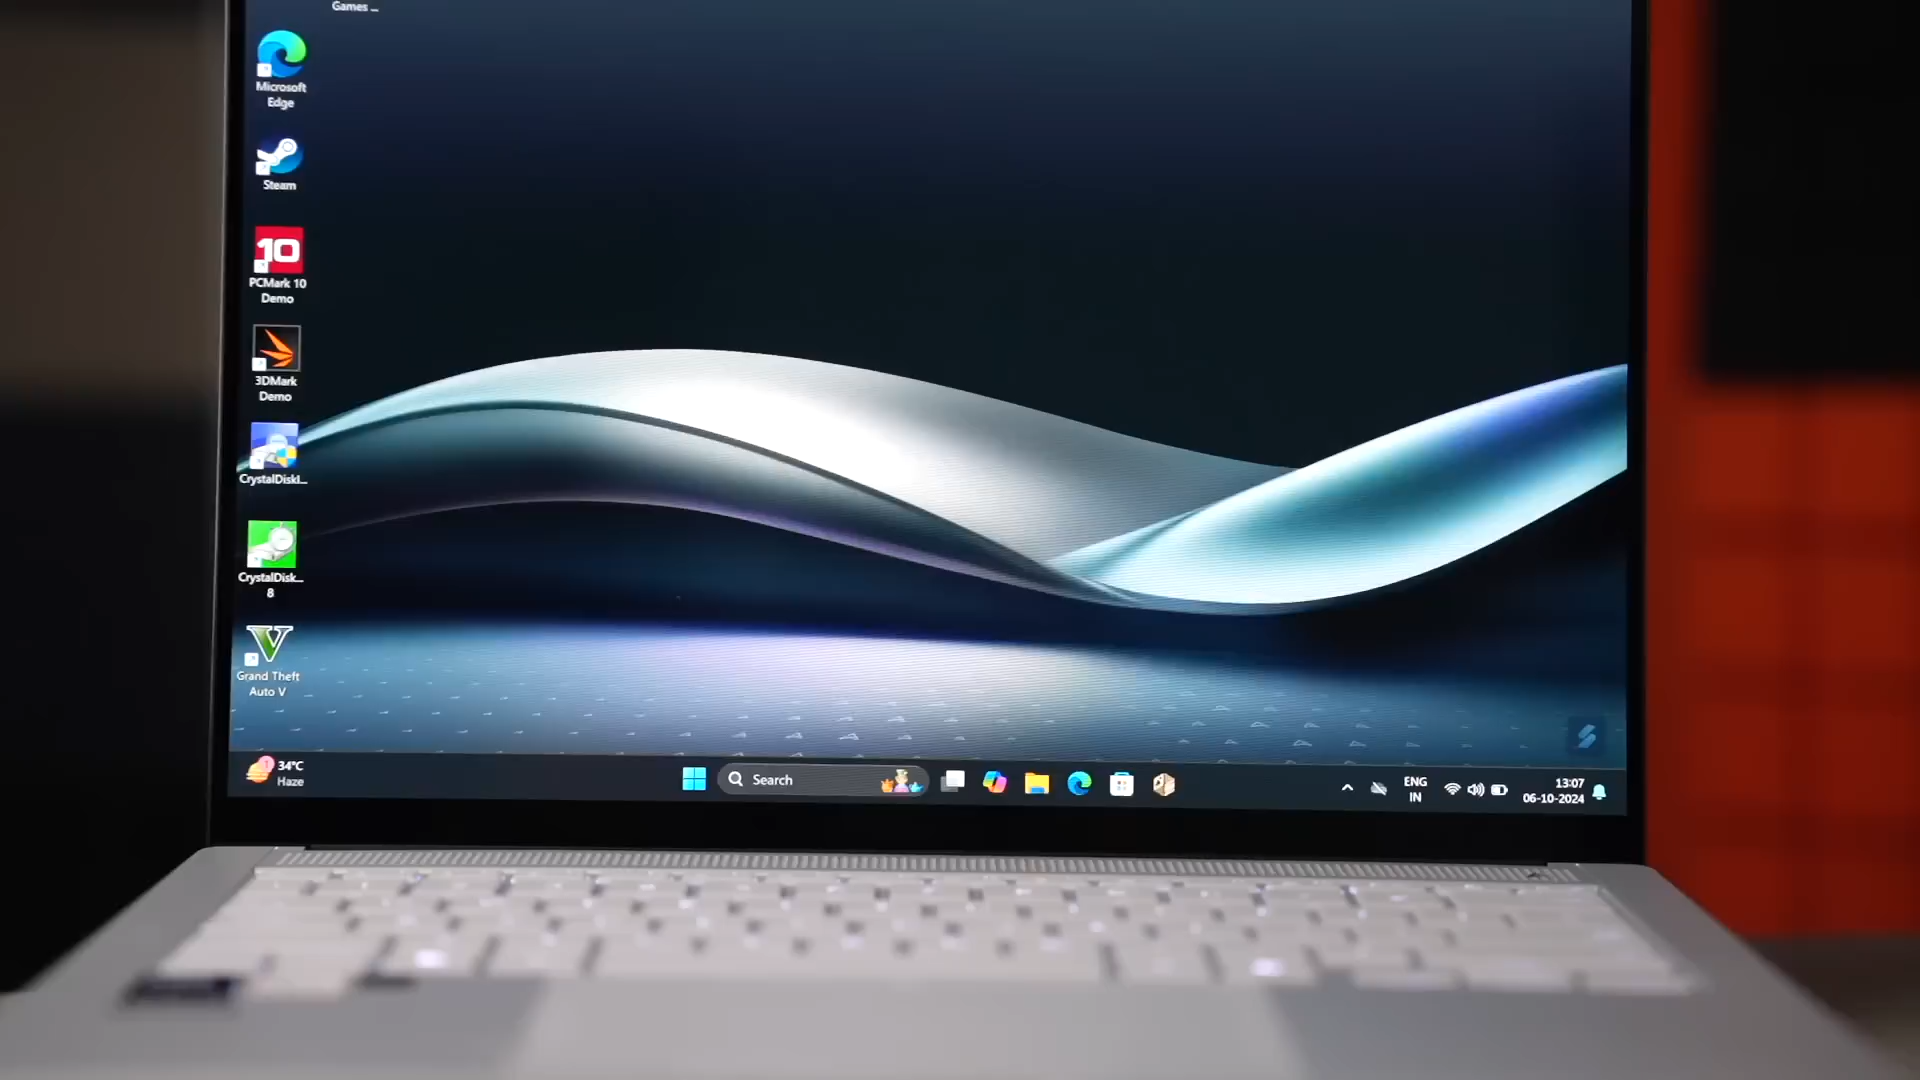 Games ...
Microsoft
Edge
Steam
10
PCMark 10
Demo
3DMark
Demo
CrystalDiskI...
CrystalDisk...
8
V
Grand Theft
Auto V
1
34°C
Haze
Search
ENG
IN
13:07
06-10-2024